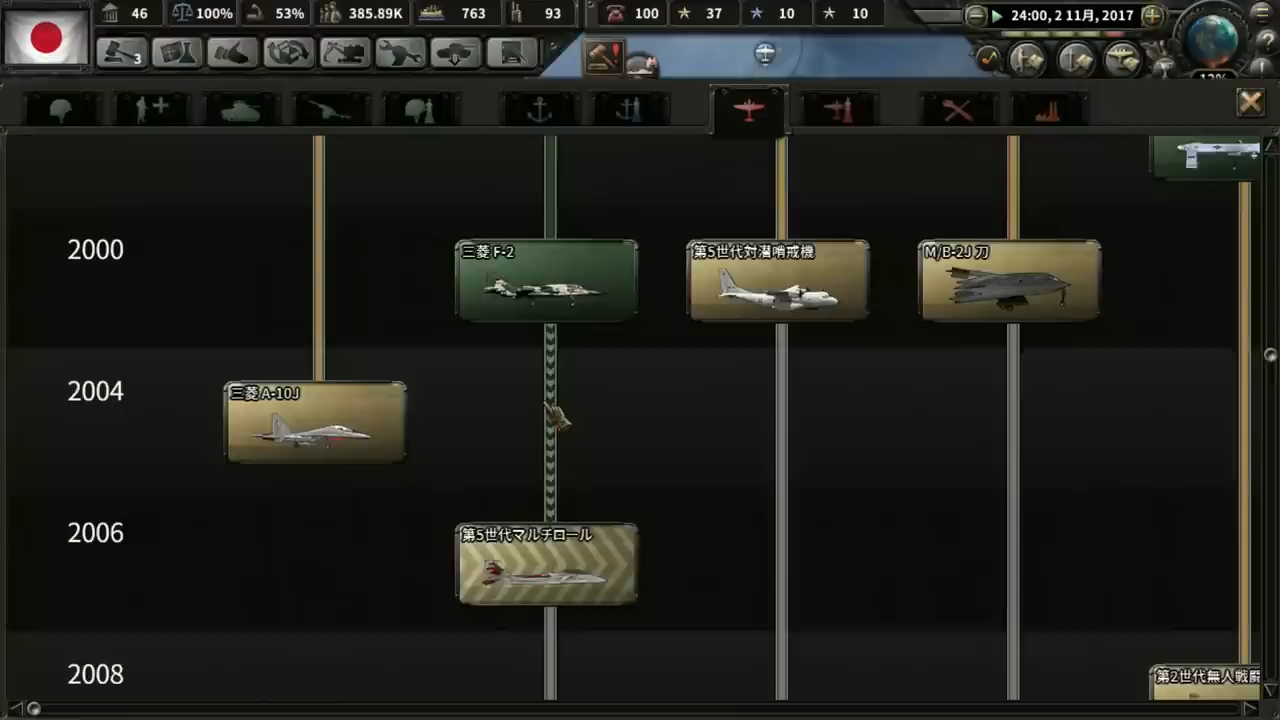 46
100%
53%
385.89K
763
93
100
37
10
10
24:00, 2 11月, 2017
3
2000
三菱 F-2
第5世代対潜哨戒機
M/B-2J 刀
2004
三菱 A-10J
2006
第5世代マルチロール
2008
第2世代無人戦闘